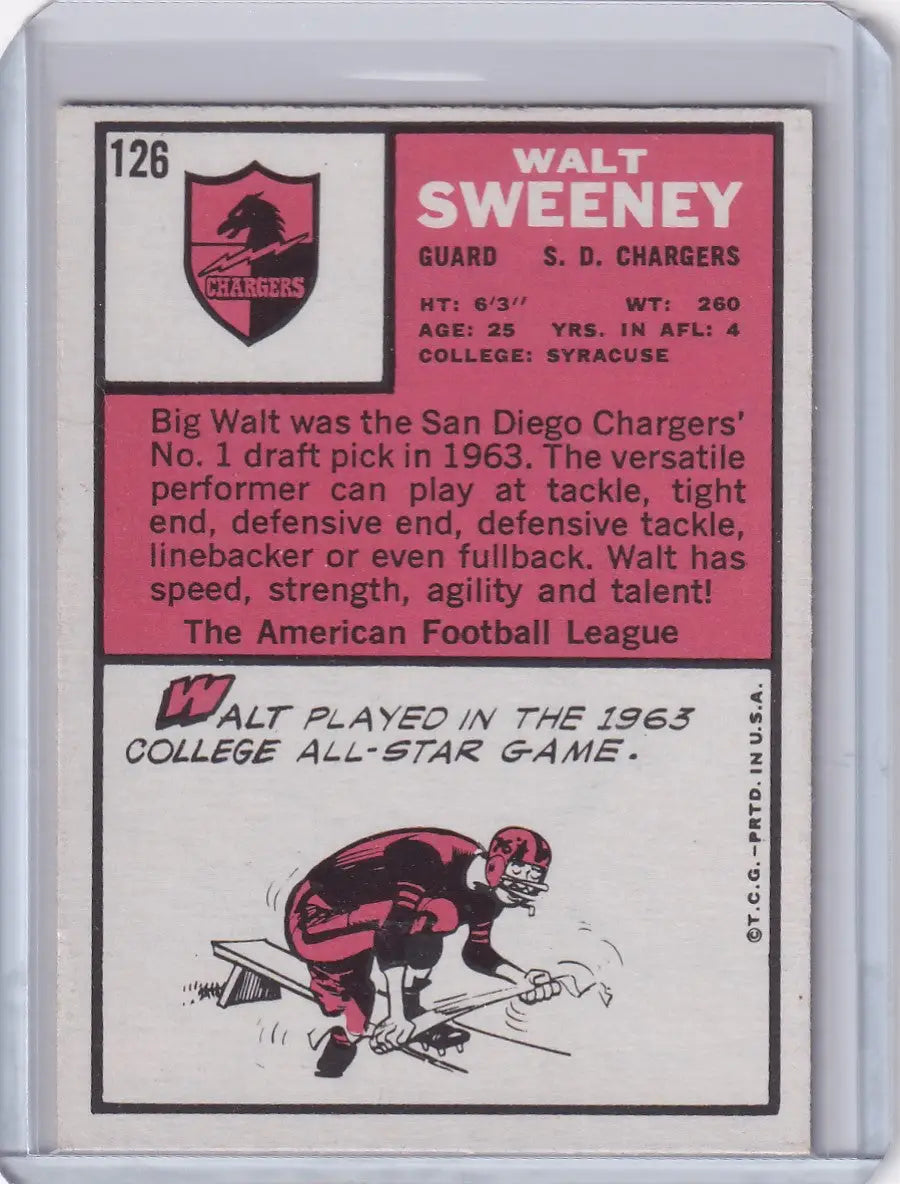 126
CHARGERS
WALT
SWEENEY
GUARD S. D. CHARGERS
HT: 6'3" WT: 260
AGE: 25 YRS. IN AFL: 4
COLLEGE: SYRACUSE
Big Walt was the San Diego Chargers'
No. 1 draft pick in 1963. The versatile
performer can play at tackle, tight
end, defensive end, defensive tackle,
linebacker or even fullback. Walt has
speed, strength, agility and talent!
The American Football League
WALT PLAYED IN THE 1963
COLLEGE ALL-STAR GAME.
©T.C.G.–PRTD. IN U.S.A.